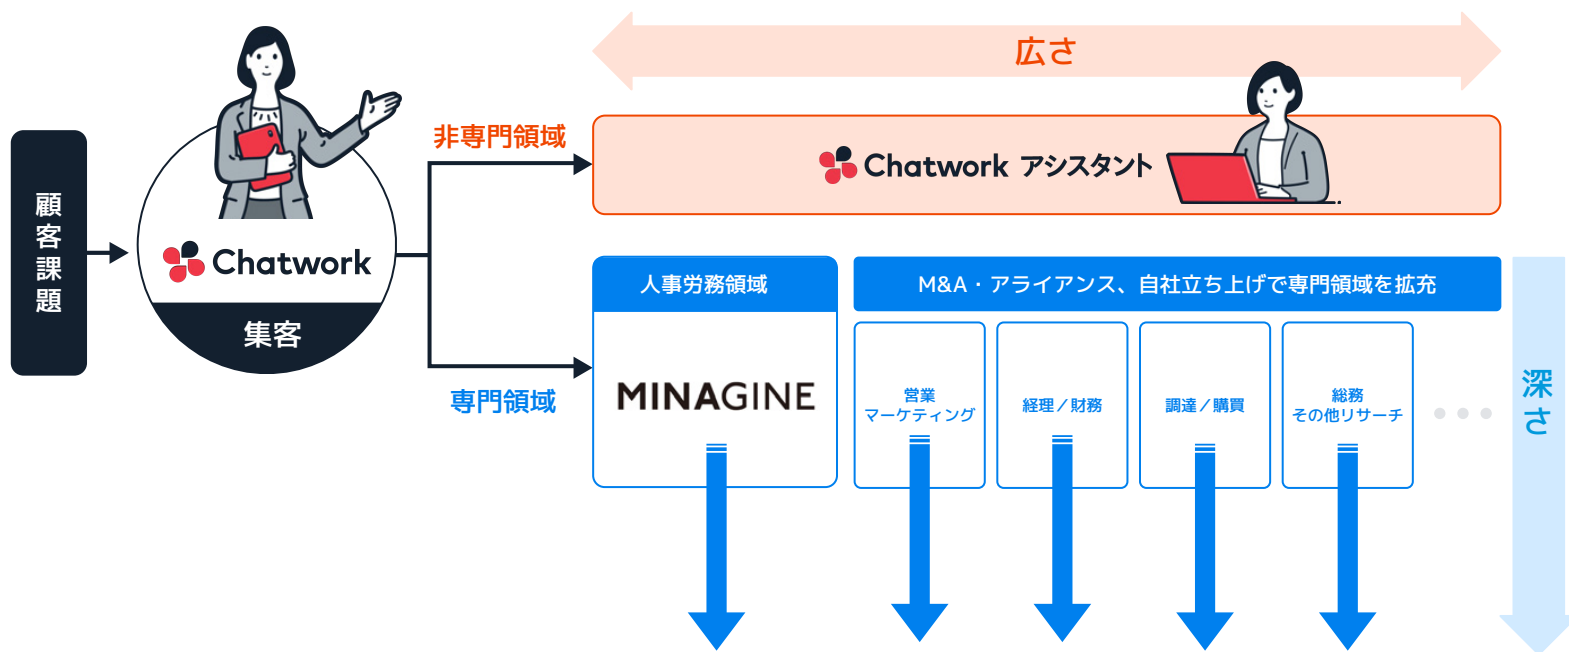 顧客課題
Chatwork
集客
非専門領域
専門領域
広さ
Chatwork アシスタント
人事労務領域
MINAGINE
M&A・アライアンス、自社立ち上げで専門領域を拡充
営業
マーケティング
経理／財務
調達／購買
総務
その他リサーチ
深さ